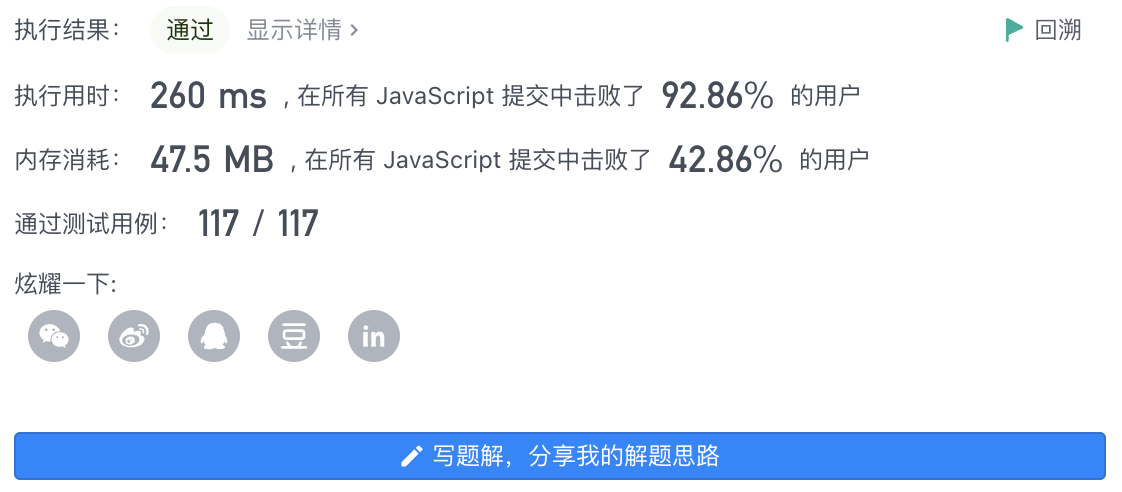 执行结果： 通过 显示详情 > 回溯
执行用时： 260 ms , 在所有 JavaScript 提交中击败了 92.86% 的用户
内存消耗： 47.5 MB , 在所有 JavaScript 提交中击败了 42.86% 的用户
通过测试用例： 117 / 117
炫耀一下:
豆 in
写题解，分享我的解题思路